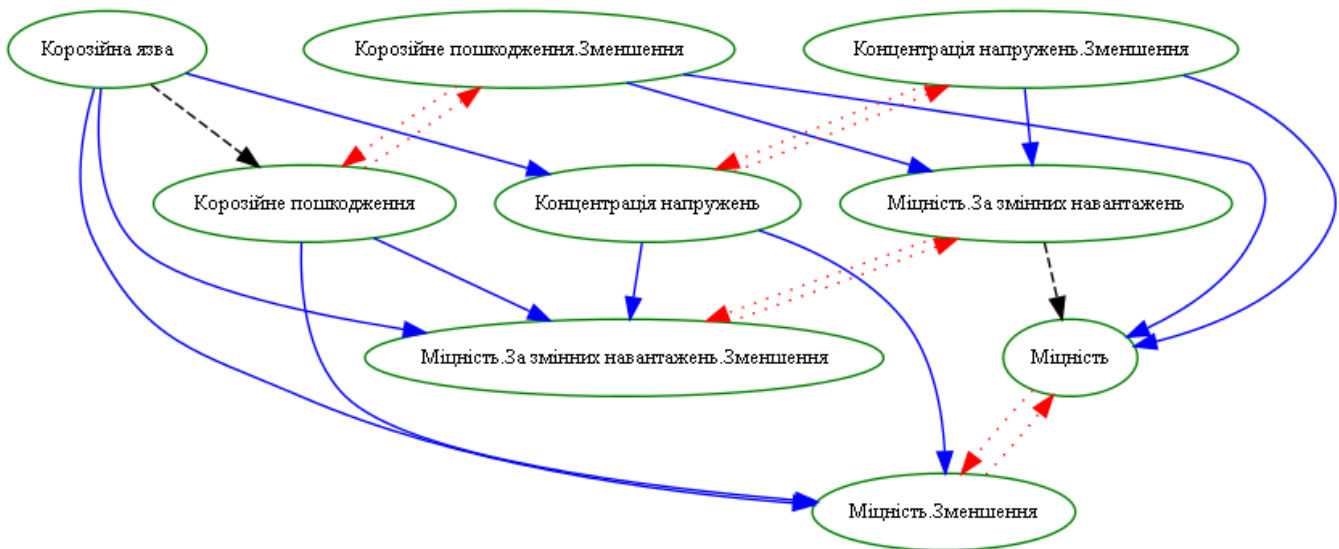 Корозійна язва
Корозійне пошкодження.Зменшення
Концентрація напружень.Зменшення
Корозійне пошкодження
Концентрація напружень
Міцність.За змінних навантажень
Міцність.За змінних навантажень.Зменшення
Міцність
Міцність.Зменшення